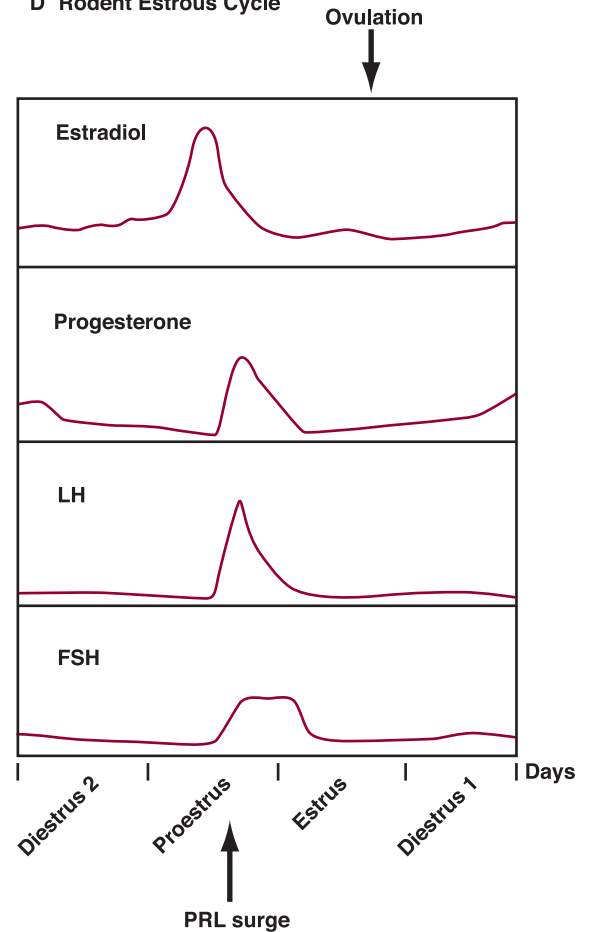 D Rodent Estrous Cycle
Ovulation
Estradiol
Progesterone
LH
FSH
Days
Diestrus 2
Proestrus
Estrus
Diestrus 1
PRL surge